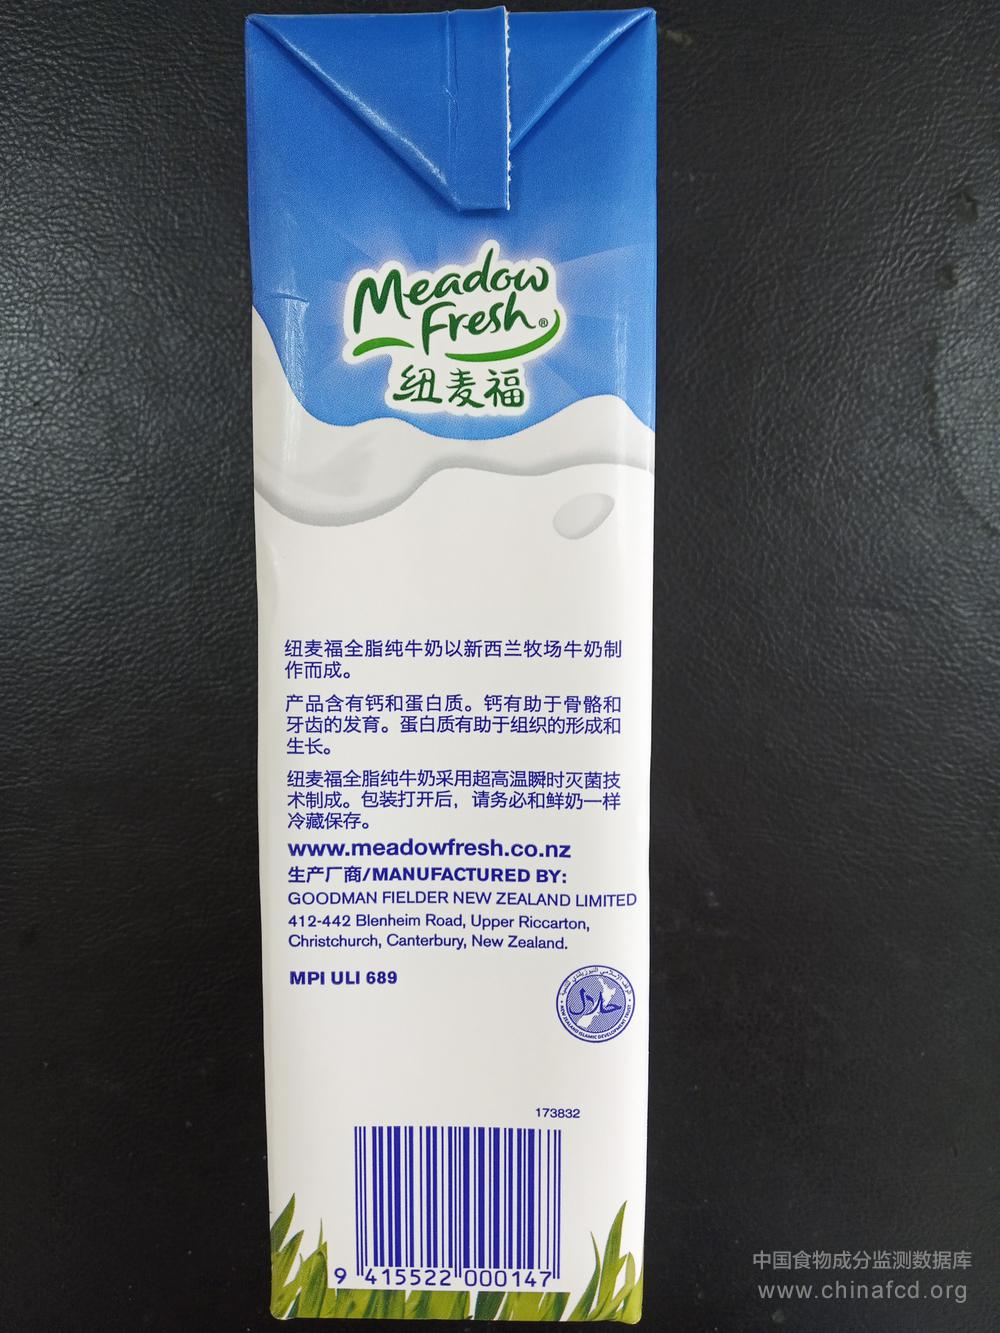 Meadow
Fresh®
纽麦福
纽麦福全脂纯牛奶以新西兰牧场牛奶制
作而成。
产品含有钙和蛋白质。钙有助于骨骼和
牙齿的发育。蛋白质有助于组织的形成和
生长。
纽麦福全脂纯牛奶采用超高温瞬时灭菌技
术制成。包装打开后，请务必和鲜奶一样
冷藏保存。
www.meadowfresh.co.nz
生产厂商/MANUFACTURED BY:
GOODMAN FIELDER NEW ZEALAND LIMITED
412-442 Blenheim Road, Upper Riccarton,
Christchurch, Canterbury, New Zealand.
MPI ULI 689
حلال
NEW ZEALAND ISLAMIC DEVELOPMENT TRUST
173832
9 415522 000147
中国食物成分监测数据库
www.chinafcd.org